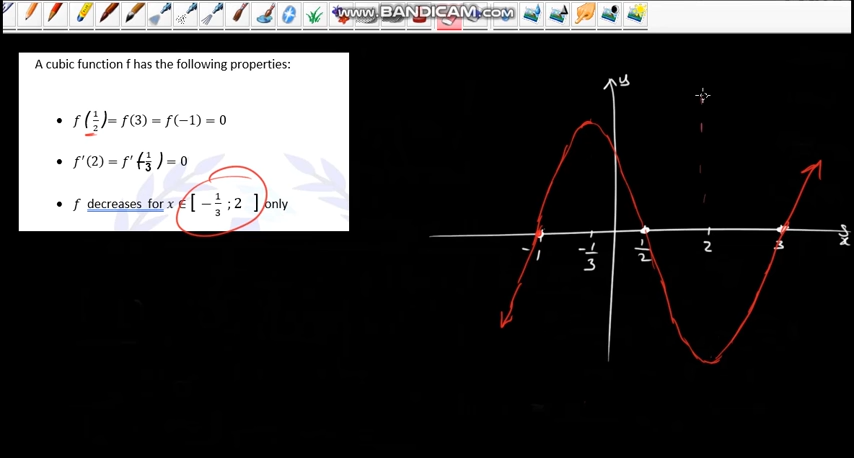 www.BANDICAM.com
A cubic function f has the following properties:
• f(1/2)= f(3) = f(−1) = 0
• f′(2) = f′(−1/3) = 0
• f decreases for x ∈ [ −1/3 ; 2 ] only
y
-1 -1/3 1/2 2 3 x